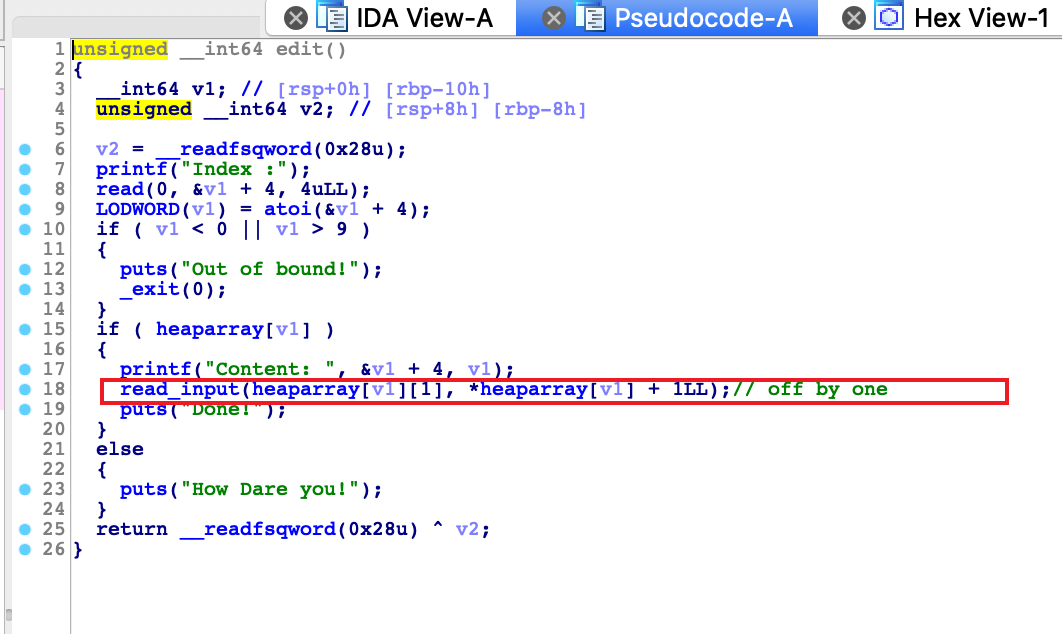 IDA View-A Pseudocode-A Hex View-1
1 unsigned __int64 edit()
2 {
3 __int64 v1; // [rsp+0h] [rbp-10h]
4 unsigned __int64 v2; // [rsp+8h] [rbp-8h]
5
6 v2 = __readfsqword(0x28u);
7 printf("Index :");
8 read(0, &v1 + 4, 4uLL);
9 LODWORD(v1) = atoi(&v1 + 4);
10 if ( v1 < 0 || v1 > 9 )
11 {
12 puts("Out of bound!");
13 _exit(0);
14 }
15 if ( heaparray[v1] )
16 {
17 printf("Content: ", &v1 + 4, v1);
18 read_input(heaparray[v1][1], *heaparray[v1] + 1LL);// off by one
19 puts("Done!");
20 }
21 else
22 {
23 puts("How Dare you!");
24 }
25 return __readfsqword(0x28u) ^ v2;
26 }